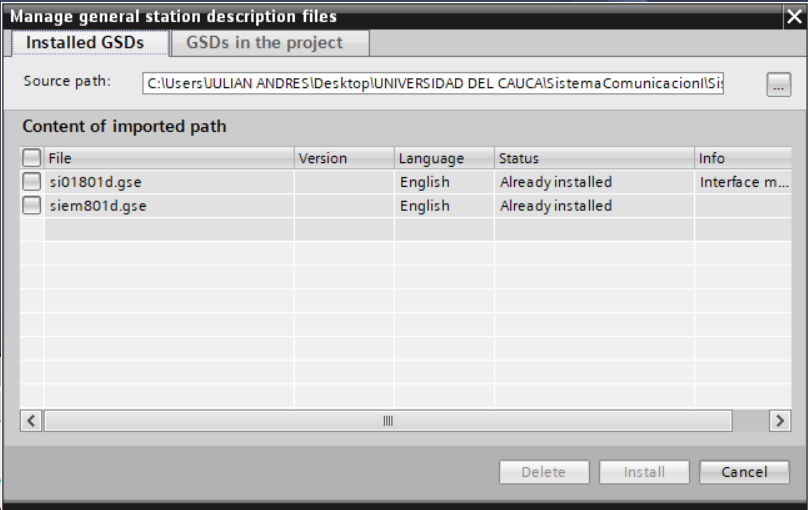 Manage general station description files
Installed GSDs GSDs in the project
Source path: C:\Users\JULIAN ANDRES\Desktop\UNIVERSIDAD DEL CAUCA\SistemaComunicacionI\Si
...
Content of imported path
File Version Language Status Info
si01801d.gse English Already installed Interface m...
siem801d.gse English Already installed
Delete Install Cancel